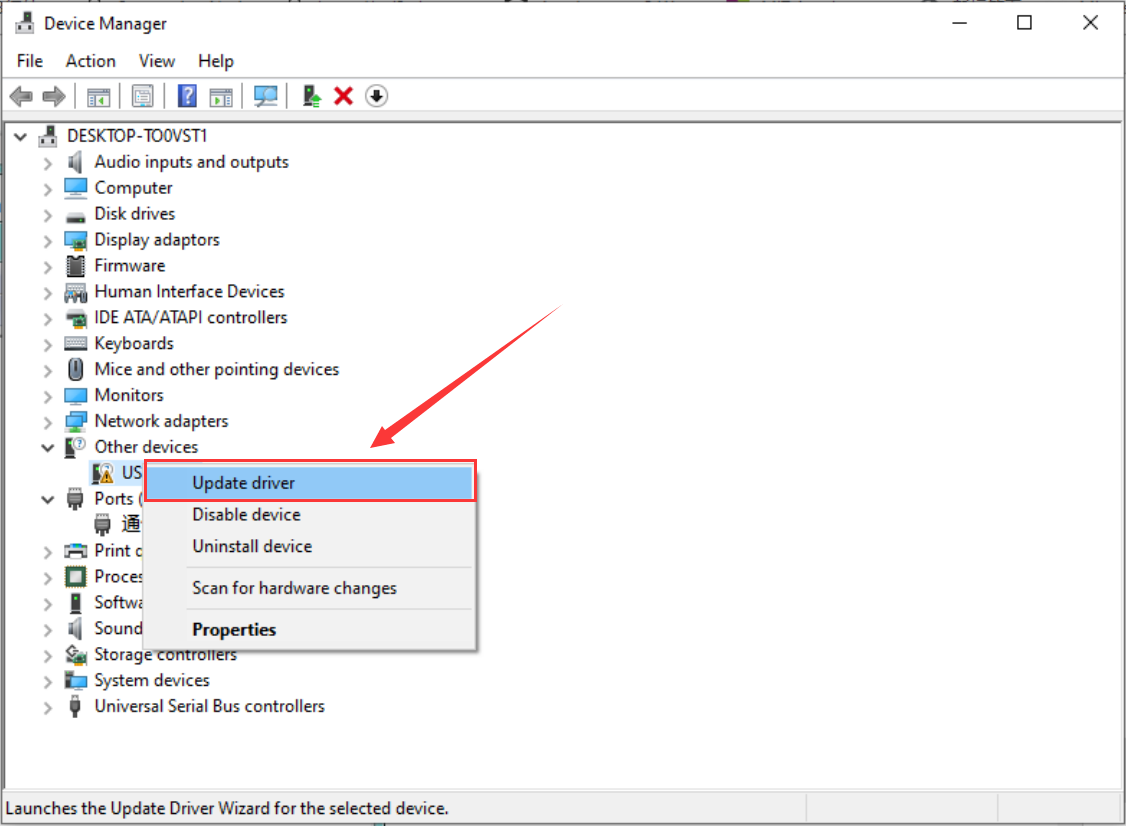 Device Manager
File Action View Help
DESKTOP-TO0VST1
Audio inputs and outputs
Computer
Disk drives
Display adaptors
Firmware
Human Interface Devices
IDE ATA/ATAPI controllers
Keyboards
Mice and other pointing devices
Monitors
Network adapters
Other devices
US
Update driver
Ports (
Disable device
通
Uninstall device
Print
Proces
Scan for hardware changes
Softwa
Sound
Properties
Storage controllers
System devices
Universal Serial Bus controllers
Launches the Update Driver Wizard for the selected device.